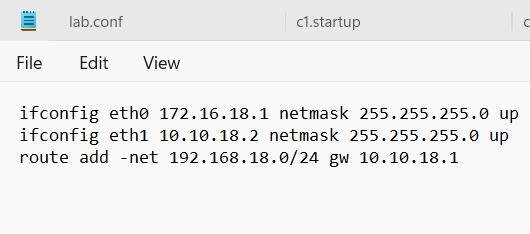 lab.conf
c1.startup
File Edit View
ifconfig eth0 172.16.18.1 netmask 255.255.255.0 up
ifconfig eth1 10.10.18.2 netmask 255.255.255.0 up
route add -net 192.168.18.0/24 gw 10.10.18.1